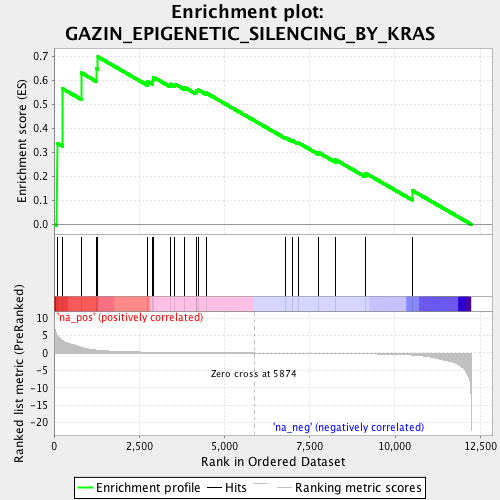 Enrichment plot:
GAZIN_EPIGENETIC_SILENCING_BY_KRAS
Enrichment score (ES)
0.7
0.6
0.5
0.4
0.3
0.2
0.1
0.0
'na_pos' (positively correlated)
Ranked list metric (PreRanked)
10
5
0
-5
-10
-15
-20
Zero cross at 5874
'na_neg' (negatively correlated)
0
2,500
5,000
7,500
10,000
12,500
Rank in Ordered Dataset
Enrichment profile
Hits
Ranking metric scores